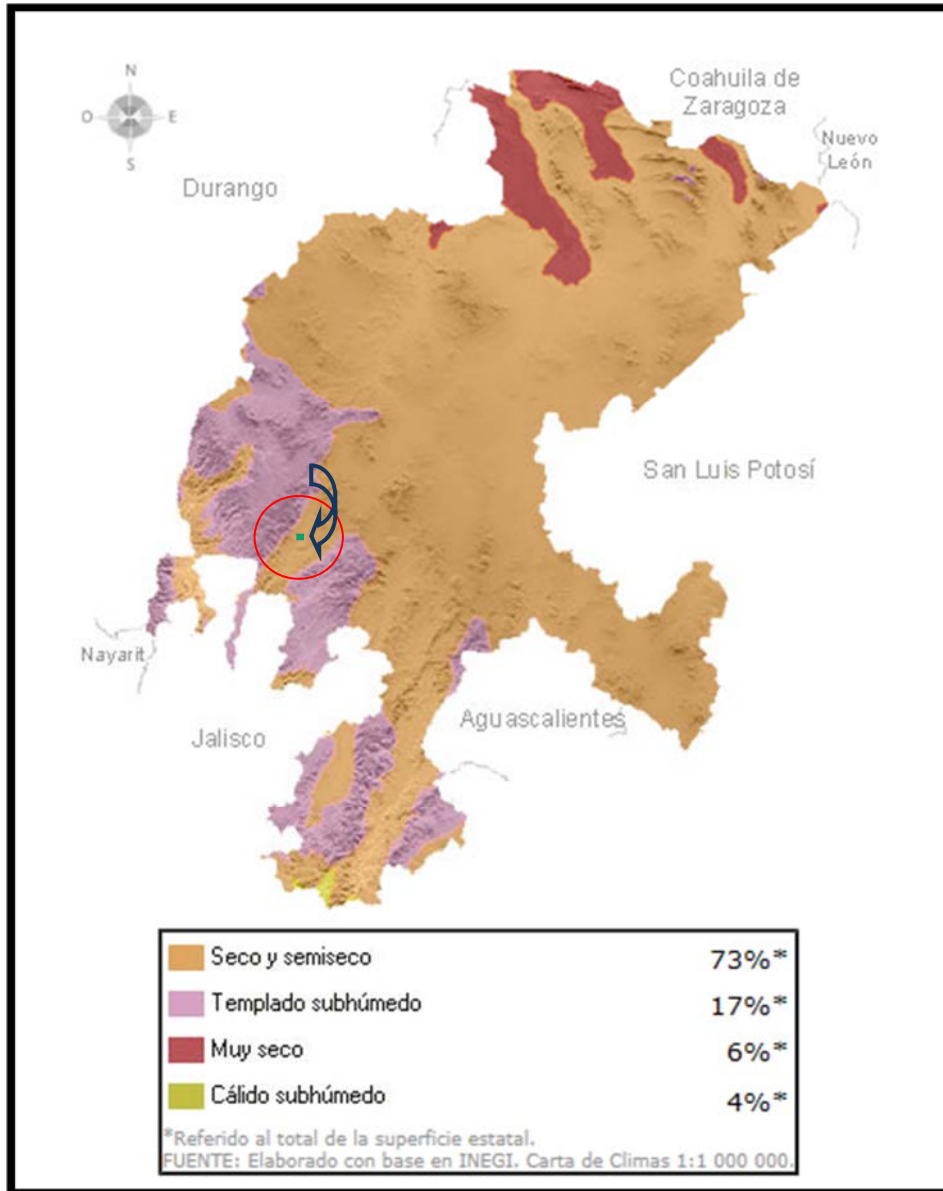 N
O
E
S
Coahuila de
Zaragoza
Nuevo
León
Durango
San Luis Potosí
Nayarit
Jalisco
Aguascalientes
Seco y semiseco 73%*
Templado subhúmedo 17%*
Muy seco 6%*
Cálido subhúmedo 4%*
*Referido al total de la superficie estatal.
FUENTE: Elaborado con base en INEGI. Carta de Climas 1:1 000 000.